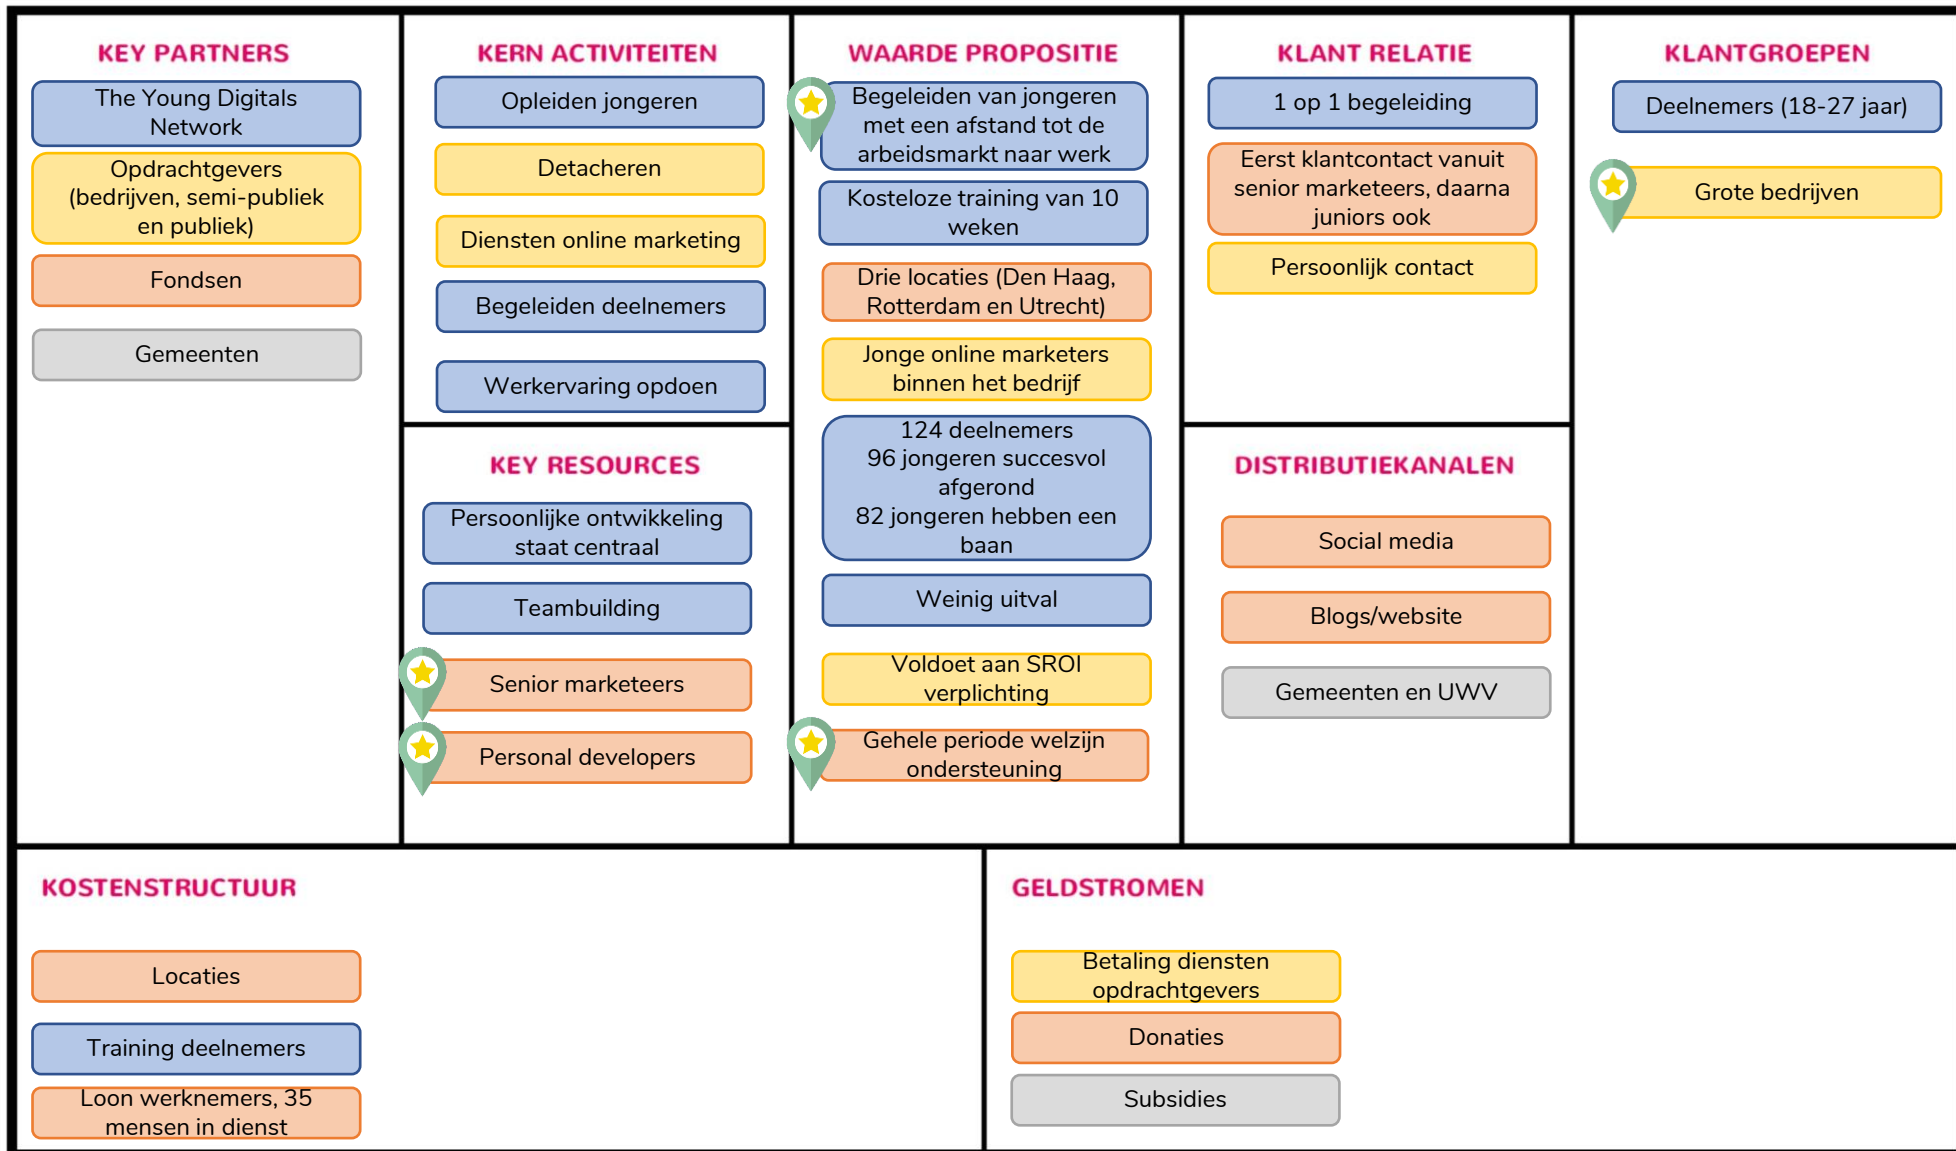 KEY PARTNERS
The Young Digitals
Network
Opdrachtgevers
(bedrijven, semi-publiek
en publiek)
Fondsen
Gemeenten
KERN ACTIVITEITEN
Opleiden jongeren
Detacheren
Diensten online marketing
Begeleiden deelnemers
Werkervaring opdoen
KEY RESOURCES
Persoonlijke ontwikkeling
staat centraal
Teambuilding
Senior marketeers
Personal developers
WAARDE PROPOSITIE
Begeleiden van jongeren
met een afstand tot de
arbeidsmarkt naar werk
Kosteloze training van 10
weken
Drie locaties (Den Haag,
Rotterdam en Utrecht)
Jonge online marketers
binnen het bedrijf
124 deelnemers
96 jongeren succesvol
afgerond
82 jongeren hebben een
baan
Weinig uitval
Voldoet aan SROI
verplichting
Gehele periode welzijn
ondersteuning
KLANT RELATIE
1 op 1 begeleiding
Eerst klantcontact vanuit
senior marketeers, daarna
juniors ook
Persoonlijk contact
DISTRIBUTIEKANALEN
Social media
Blogs/website
Gemeenten en UWV
KLANTGROEPEN
Deelnemers (18-27 jaar)
Grote bedrijven
KOSTENSTRUCTUUR
Locaties
Training deelnemers
Loon werknemers, 35
mensen in dienst
GELDSTROMEN
Betaling diensten
opdrachtgevers
Donaties
Subsidies